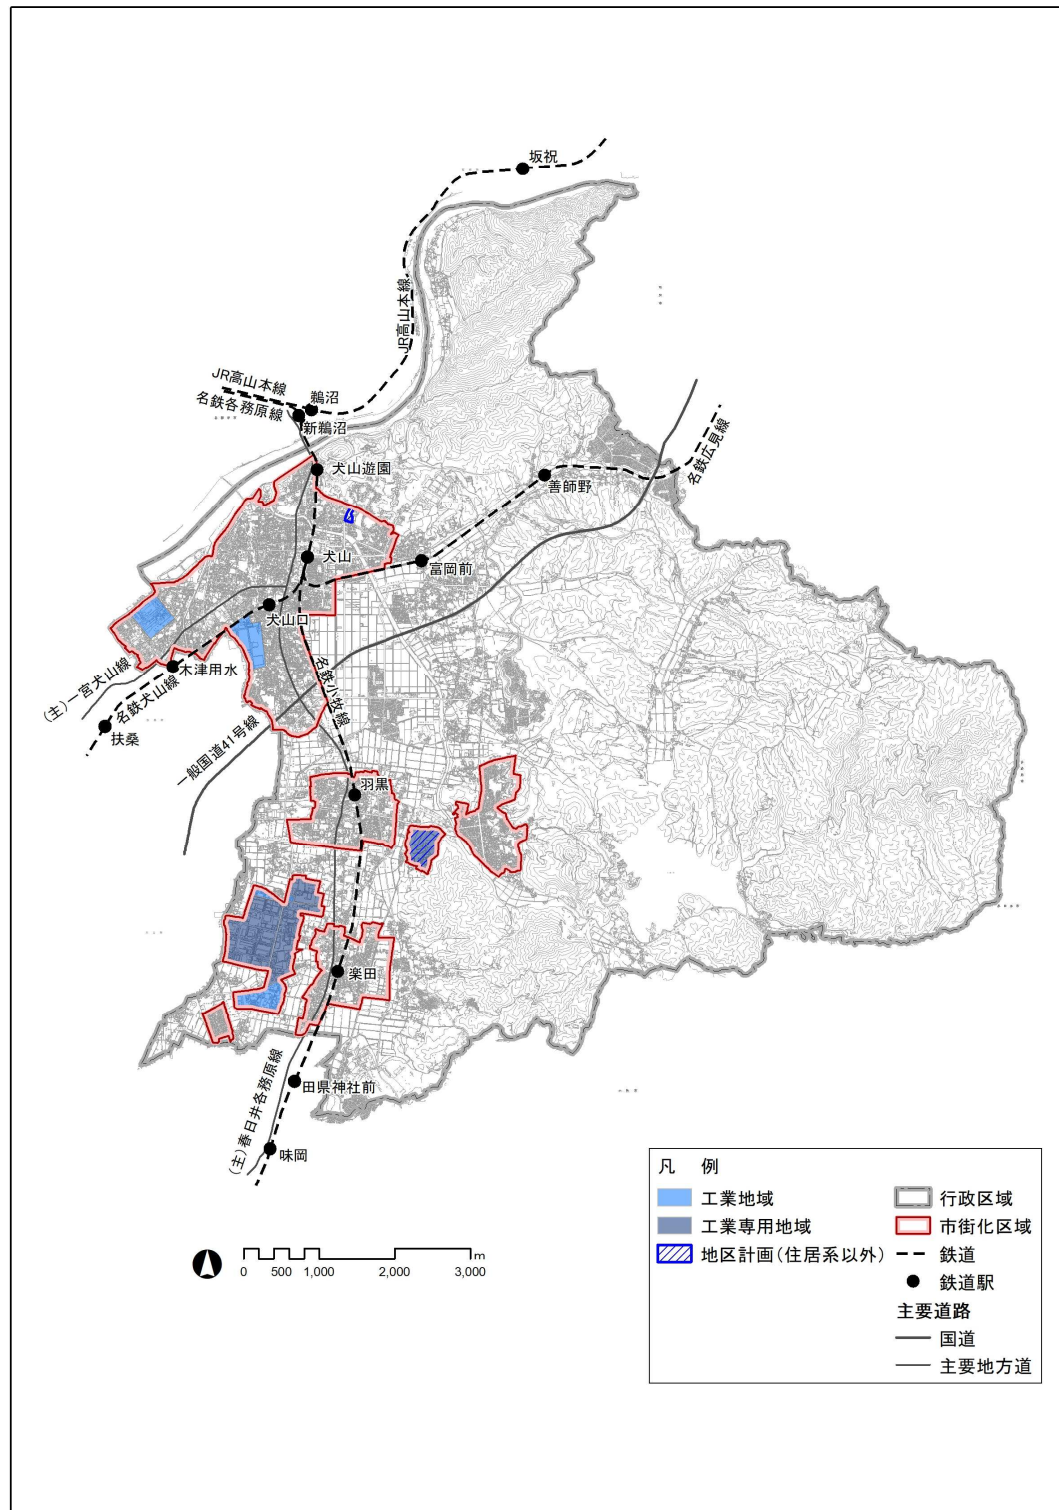 坂祝
JR高山本線
JR高山本線
鵜沼
名鉄各務原線
新鵜沼
犬山遊園
名鉄広見線
善師野
犬山
富岡前
犬山口
木津用水
(主)一宮犬山線
名鉄犬山線
扶桑
名鉄小牧線
一般国道41号線
羽黒
楽田
(主)春日井各務原線
田県神社前
味岡
凡 例
工業地域
工業専用地域
地区計画(住居系以外)
行政区域
市街化区域
鉄道
鉄道駅
主要道路
国道
主要地方道
m
0 500 1,000 2,000 3,000